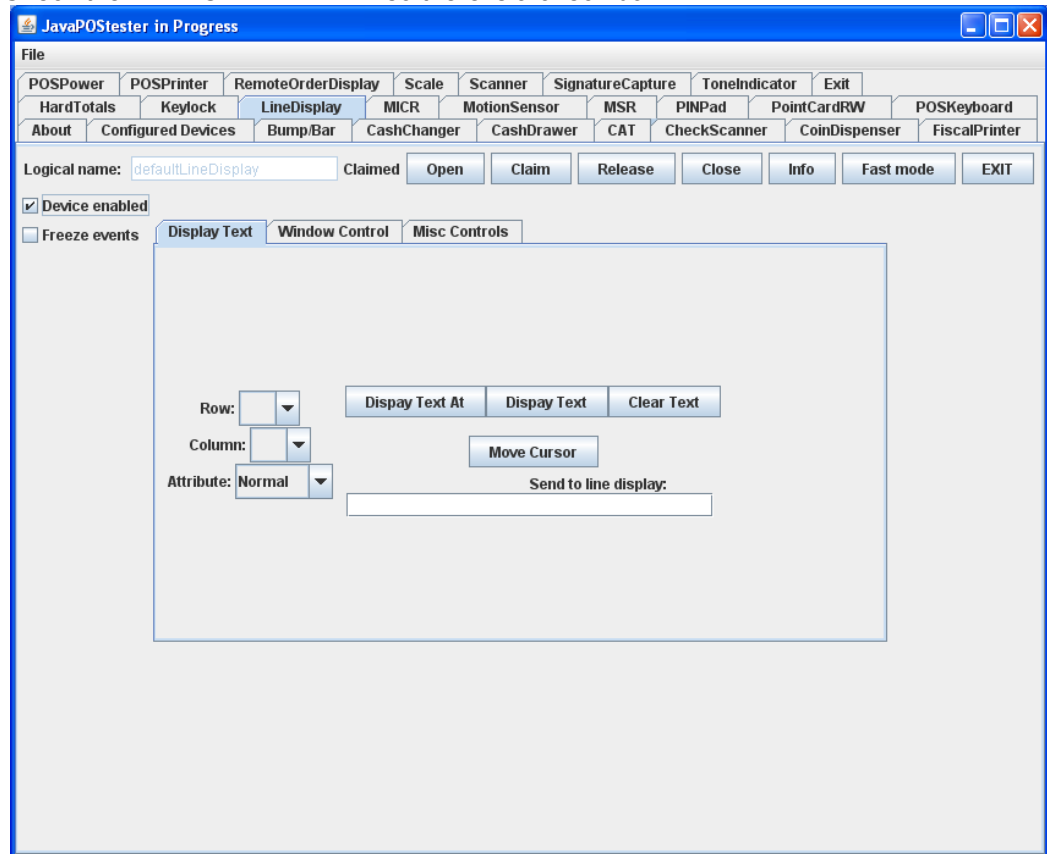 JavaPOStester in Progress
File
POSPower POSPrinter RemoteOrderDisplay Scale Scanner SignatureCapture ToneIndicator Exit
HardTotals Keylock LineDisplay MICR MotionSensor MSR PINPad PointCardRW POSKeyboard
About Configured Devices Bump/Bar CashChanger CashDrawer CAT CheckScanner CoinDispenser FiscalPrinter
Logical name: defaultLineDisplay Claimed Open Claim Release Close Info Fast mode EXIT
Device enabled
Freeze events Display Text Window Control Misc Controls
Row: Dispay Text At Dispay Text Clear Text
Column: Move Cursor
Attribute: Normal Send to line display: